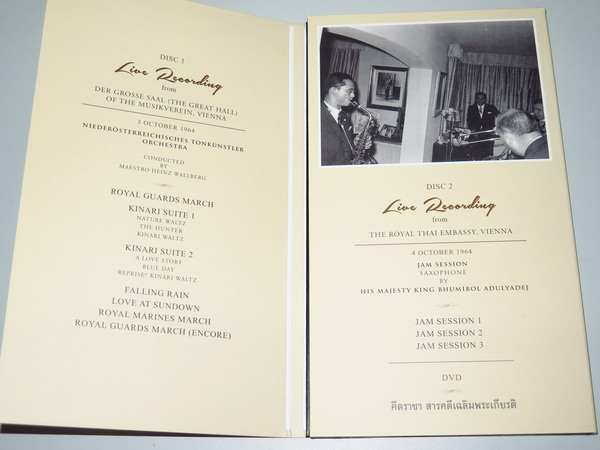 DISC 1
Live Recording
from
DER GROSSE SAAL (THE GREAT HALL)
OF THE MUSIKVEREIN, VIENNA
3 OCTOBER 1964
NIEDERÖSTERREICHISCHES TONKÜNSTLER
ORCHESTRA
CONDUCTED
BY
MAESTRO HEINZ WALLBERG
ROYAL GUARDS MARCH
KINARI SUITE 1
NATURE WALTZ
THE HUNTER
KINARI WALTZ
KINARI SUITE 2
A LOVE STORY
BLUE DAY
REPRISE* KINARI WALTZ
FALLING RAIN
LOVE AT SUNDOWN
ROYAL MARINES MARCH
ROYAL GUARDS MARCH (ENCORE)
DISC 2
Live Recording
from
THE ROYAL THAI EMBASSY, VIENNA
4 OCTOBER 1964
JAM SESSION
SAXOPHONE
BY
HIS MAJESTY KING BHUMIBOL ADULYADEJ
JAM SESSION 1
JAM SESSION 2
JAM SESSION 3
DVD
คีตราชา สารคดีเฉลิมพระเกียรติ